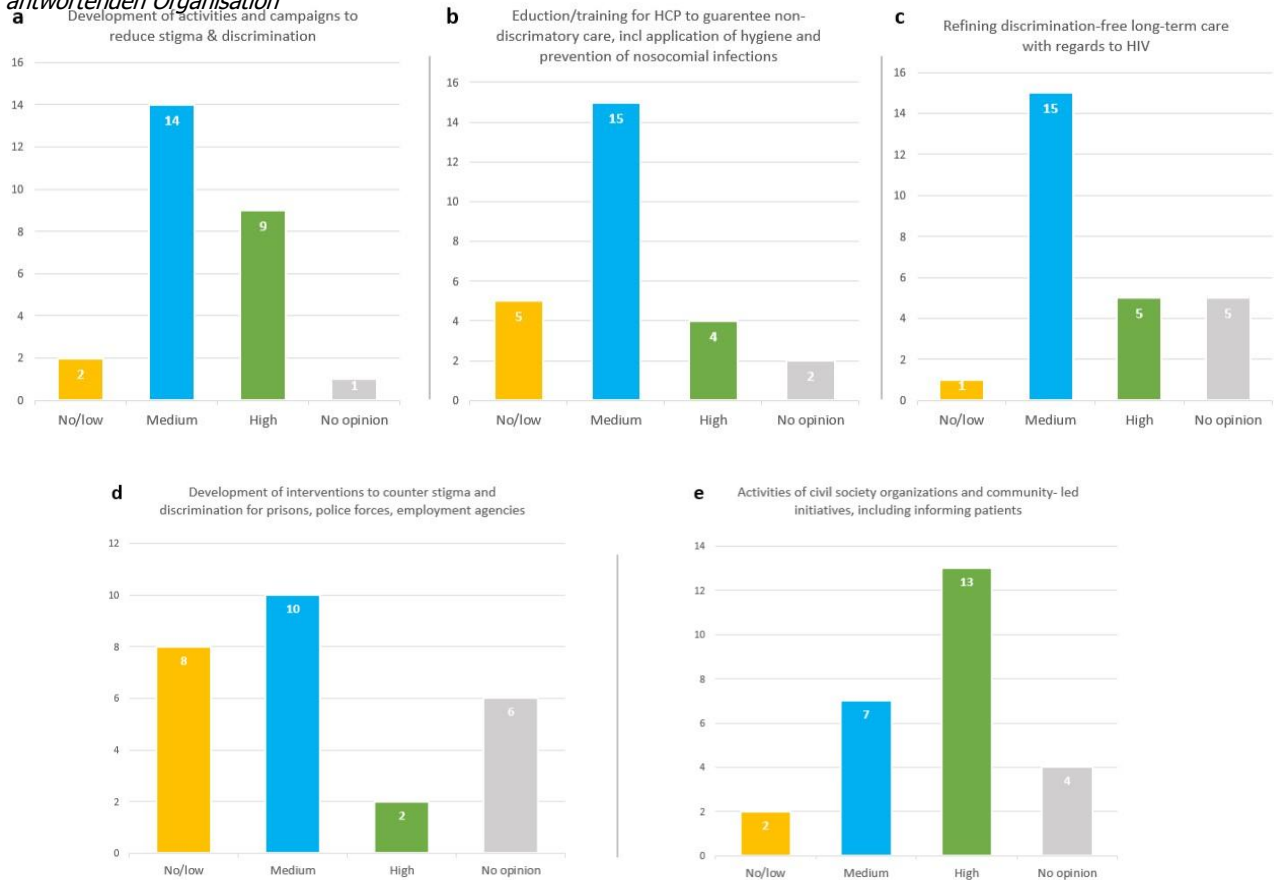 antwortenden Organisation
a
Development of activities and campaigns to
reduce stigma & discrimination
16
14
12
10
8
6
4
2
0
2
14
9
1
No/low Medium High No opinion
b
Eduction/training for HCP to guarentee non-
discrimatory care, incl application of hygiene and
prevention of nosocomial infections
16
14
12
10
8
6
4
2
0
5
15
4
2
No/low Medium High No opinion
c
Refining discrimination-free long-term care
with regards to HIV
16
14
12
10
8
6
4
2
0
1
15
5
5
No/low Medium High No opinion
d
Development of interventions to counter stigma and
discrimination for prisons, police forces, employment agencies
12
10
8
6
4
2
0
8
10
2
6
No/low Medium High No opinion
e
Activities of civil society organizations and community- led
initiatives, including informing patients
14
12
10
8
6
4
2
0
2
7
13
4
No/low Medium High No opinion